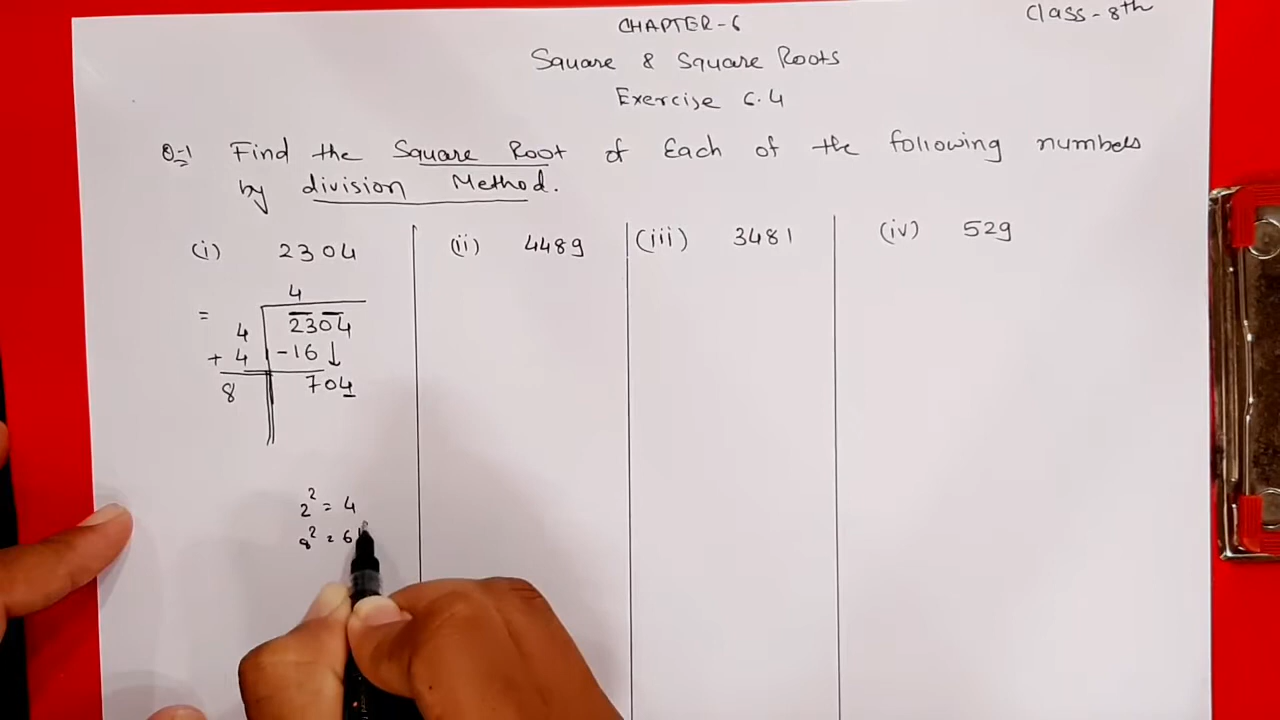 CHAPTER-6
Class-8th
Square & Square Roots
Exercise 6.4
Q-1 Find the Square Root of Each of the following numbers
by division Method.
(i) 2304
(ii) 4489
(iii) 3481
(iv) 529
4
= 4 2304
+ 4 -16 ↓
8 704
2² = 4
8² = 6